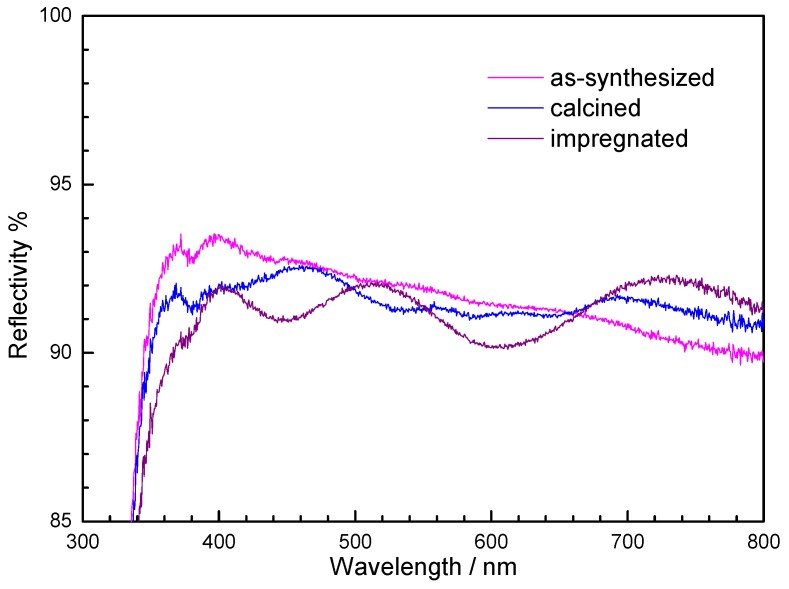 100
95
90
85
Reflectivity %
as-synthesized
calcined
impregnated
300 400 500 600 700 800
Wavelength / nm